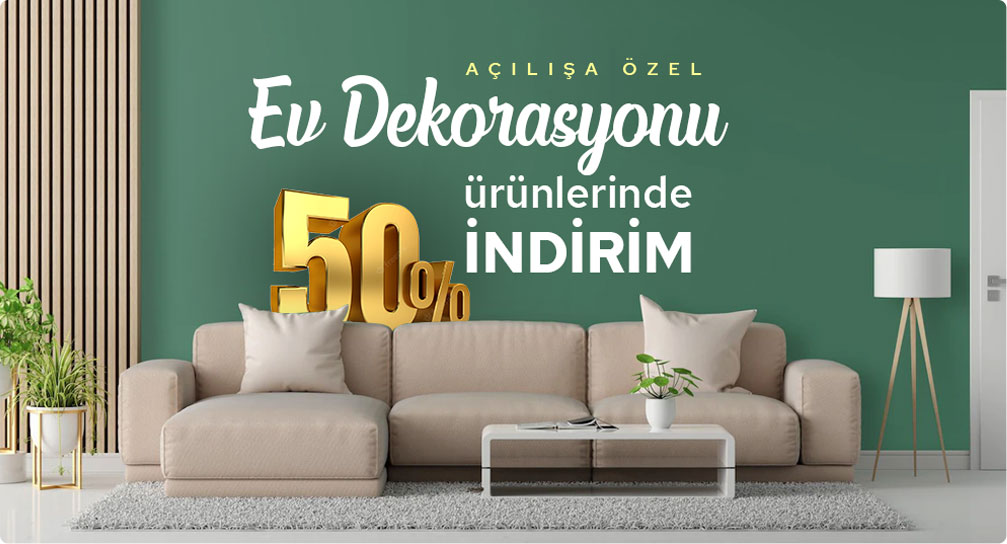 AÇILIŞA ÖZEL
Ev Dekorasyonu
ürünlerinde
50%
İNDİRİM